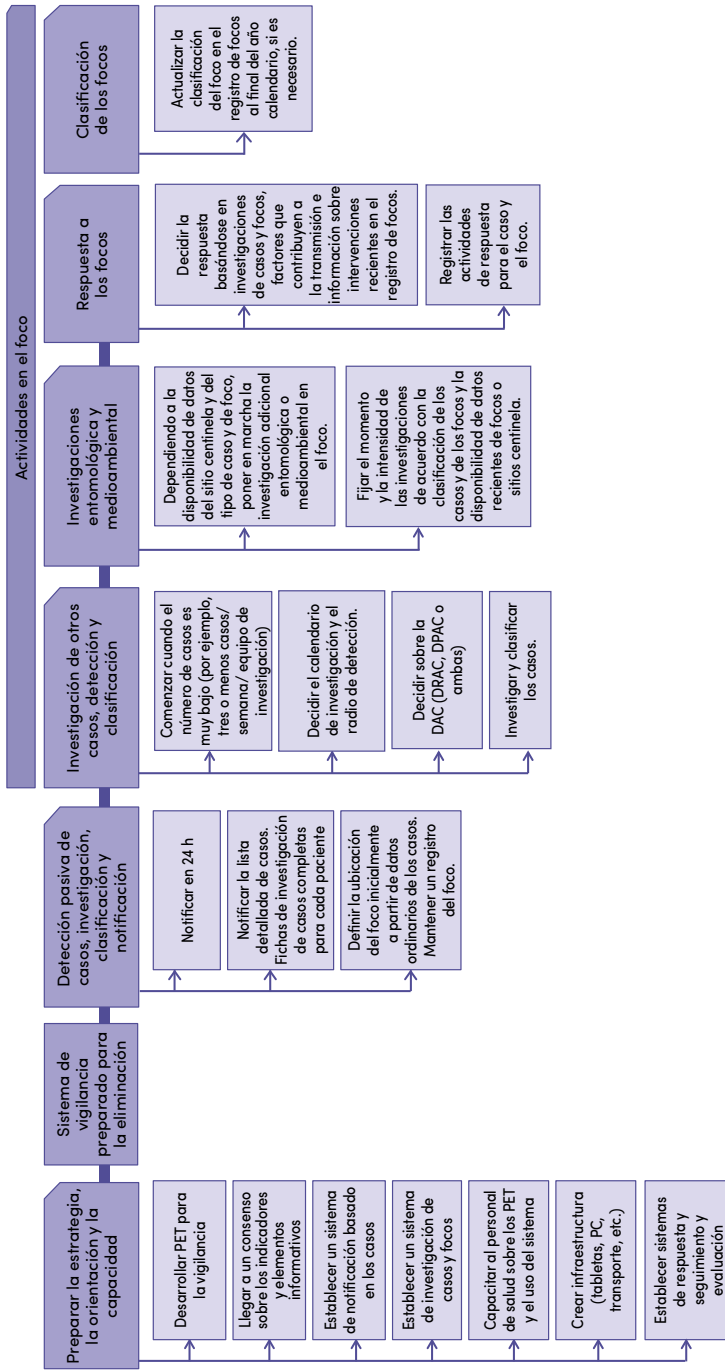 Preparar la estrategia,
la orientación y la
capacidad
Desarrollar PET para
la vigilancia
Llegar a un consenso
sobre los indicadores
y elementos
informativos
Establecer un sistema
de notificación basado
en los casos
Establecer un sistema
de investigación de
casos y focos
Capacitar al personal
de salud sobre los PET
y el uso del sistema
Crear infraestructura
(tabletas, PC,
transporte, etc.)
Establecer sistemas
de respuesta y
seguimiento y
evaluación
Sistema de
vigilancia
preparado para
la eliminación
Detección pasiva de
casos, investigación,
clasificación y
notificación
Notificar en 24 h
Notificar la lista
detallada de casos.
Fichas de investigación
de casos completas
para cada paciente
Definir la ubicación
del foco inicialmente
a partir de datos
ordinarios de los casos.
Mantener un registro
del foco.
Actividades en el foco
Investigación de otros
casos, detección y
clasificación
Comenzar cuando el
número de casos es
muy bajo (por ejemplo,
tres o menos casos/
semana/ equipo de
investigación)
Decidir el calendario
de investigación y el
radio de detección.
Decidir sobre la
DAC (DRAC, DPAC o
ambas)
Investigar y clasificar
los casos.
Investigaciones
entomológica y
medioambiental
Dependiendo a la
disponibilidad de datos
del sitio centinela y del
tipo de caso y de foco,
poner en marcha la
investigación adicional
entomológica o
medioambiental en
el foco.
Fijar el momento
y la intensidad de
las investigaciones
de acuerdo con la
clasificación de los
casos y de los focos y la
disponibilidad de datos
recientes de focos o
sitios centinela.
Respuesta a
los focos
Decidir la
respuesta
basándose en
investigaciones
de casos y focos,
factores que
contribuyen a
la transmisión e
información sobre
intervenciones
recientes en el
registro de focos.
Registrar las
actividades
de respuesta
para el caso y
el foco.
Clasificación
de los focos
Actualizar la
clasificación
del foco en el
registro de focos
al final del año
calendario, si es
necesario.